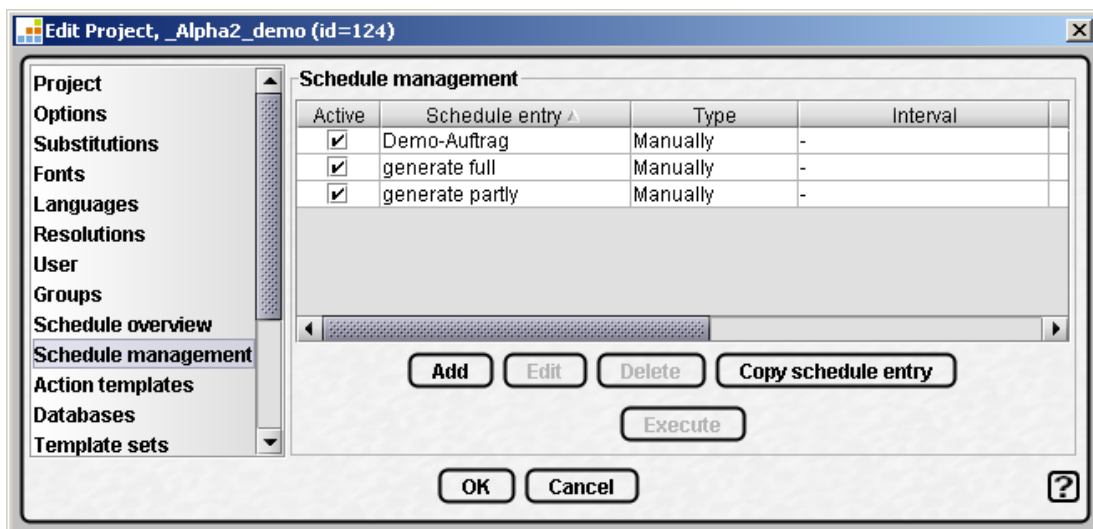 Edit Project, _Alpha2_demo (id=124)
Project
Options
Substitutions
Fonts
Languages
Resolutions
User
Groups
Schedule overview
Schedule management
Action templates
Databases
Template sets
Schedule management
Active Schedule entry Type Interval
Demo-Auftrag Manually -
generate full Manually -
generate partly Manually -
Add Edit Delete Copy schedule entry
Execute
OK Cancel ?